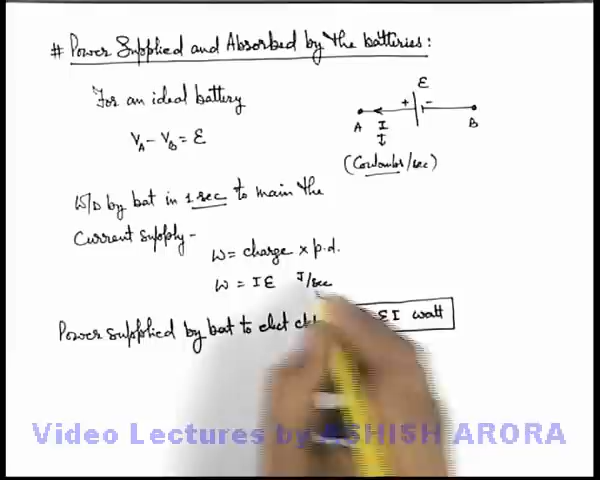 # Power Supplied and Absorbed by the batteries:
For an ideal battery
V_A - V_B = ε
ε
+ -
A I B
(Coulombs/sec)
W/D by bat in 1 sec to main the
Current supply-
W = charge × p.d.
W = Iε J/sec
Power supplied by bat to elect εI watt
Video Lectures by ASHISH ARORA